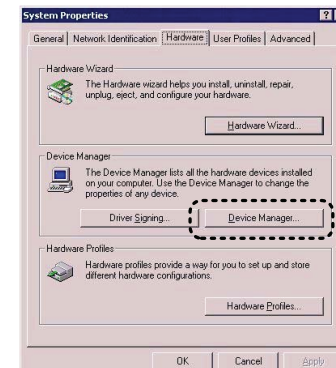 System Properties
General Network Identification Hardware User Profiles Advanced
Hardware Wizard
The Hardware wizard helps you install, uninstall, repair,
unplug, eject, and configure your hardware.
Hardware Wizard...
Device Manager
The Device Manager lists all the hardware devices installed
on your computer. Use the Device Manager to change the
properties of any device.
Driver Signing... Device Manager...
Hardware Profiles
Hardware profiles provide a way for you to set up and store
different hardware configurations.
Hardware Profiles...
OK Cancel Apply